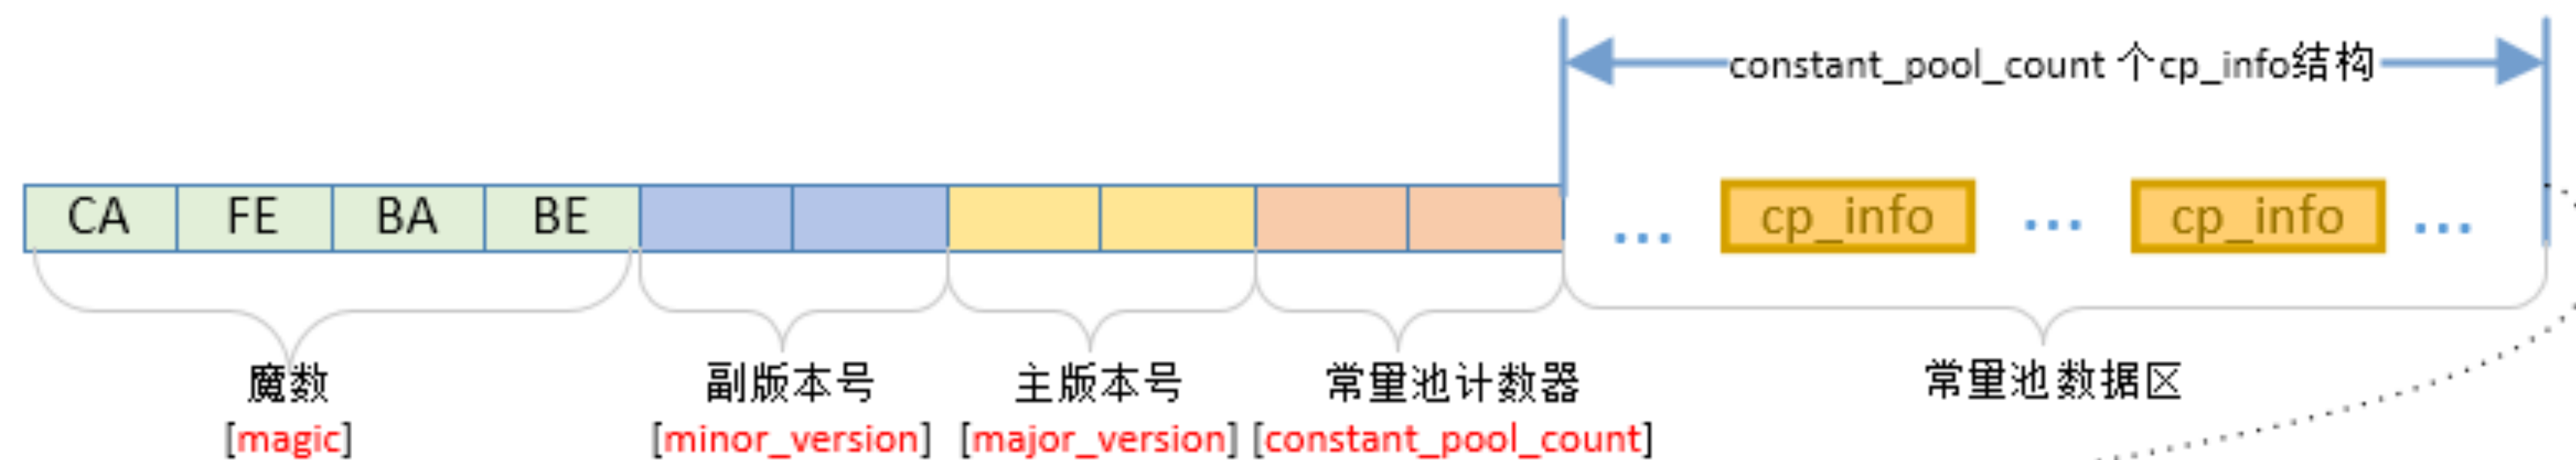 constant_pool_count 个cp_info结构
CA FE BA BE ... cp_info ... cp_info ...
魔数 副版本号 主版本号 常量池计数器 常量池数据区
[magic] [minor_version] [major_version] [constant_pool_count]